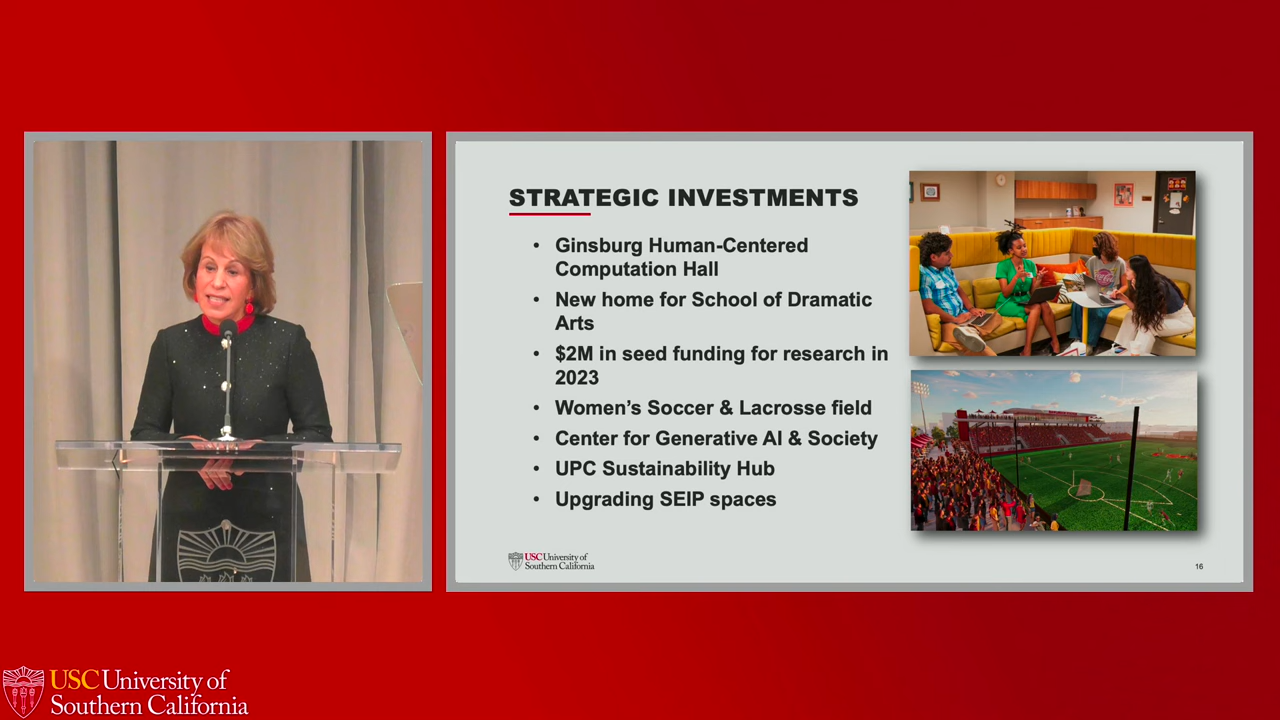 STRATEGIC INVESTMENTS
• Ginsburg Human-Centered
Computation Hall
• New home for School of Dramatic
Arts
• $2M in seed funding for research in
2023
• Women’s Soccer & Lacrosse field
• Center for Generative AI & Society
• UPC Sustainability Hub
• Upgrading SEIP spaces
USC University of
Southern California
16
USC University of
Southern California